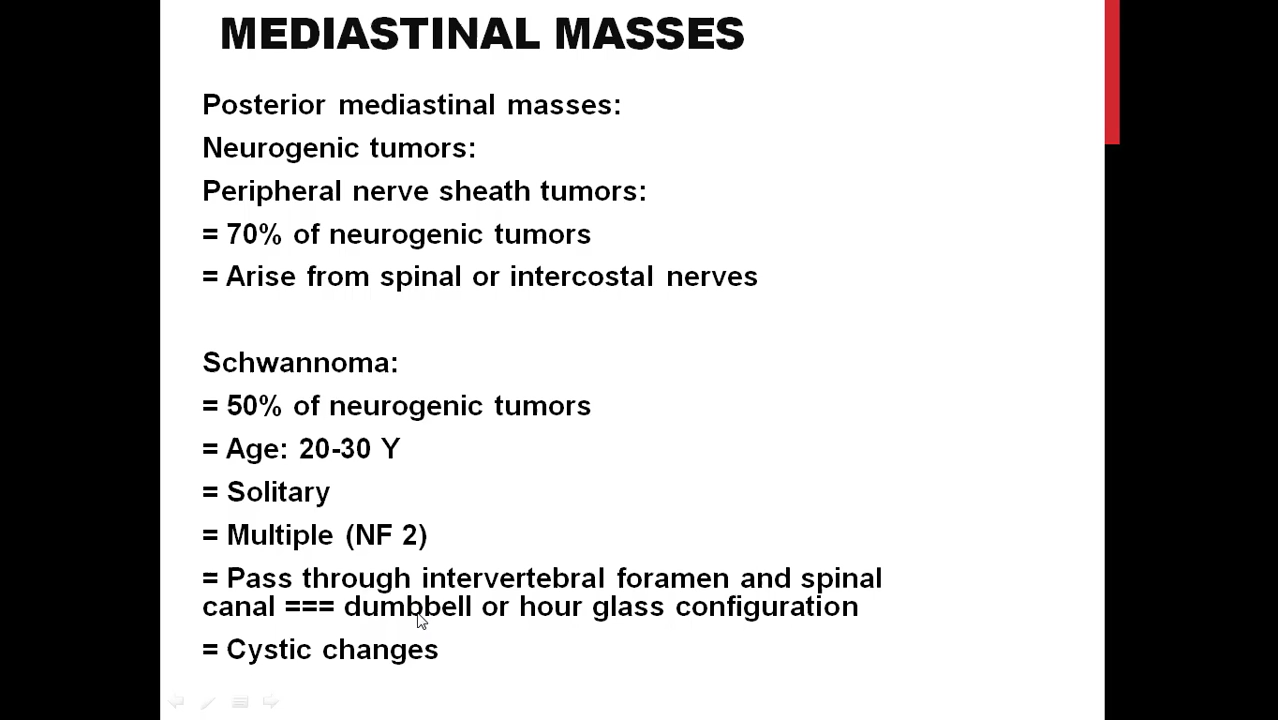 MEDIASTINAL MASSES
Posterior mediastinal masses:
Neurogenic tumors:
Peripheral nerve sheath tumors:
= 70% of neurogenic tumors
= Arise from spinal or intercostal nerves
Schwannoma:
= 50% of neurogenic tumors
= Age: 20-30 Y
= Solitary
= Multiple (NF 2)
= Pass through intervertebral foramen and spinal
canal === dumbbell or hour glass configuration
= Cystic changes